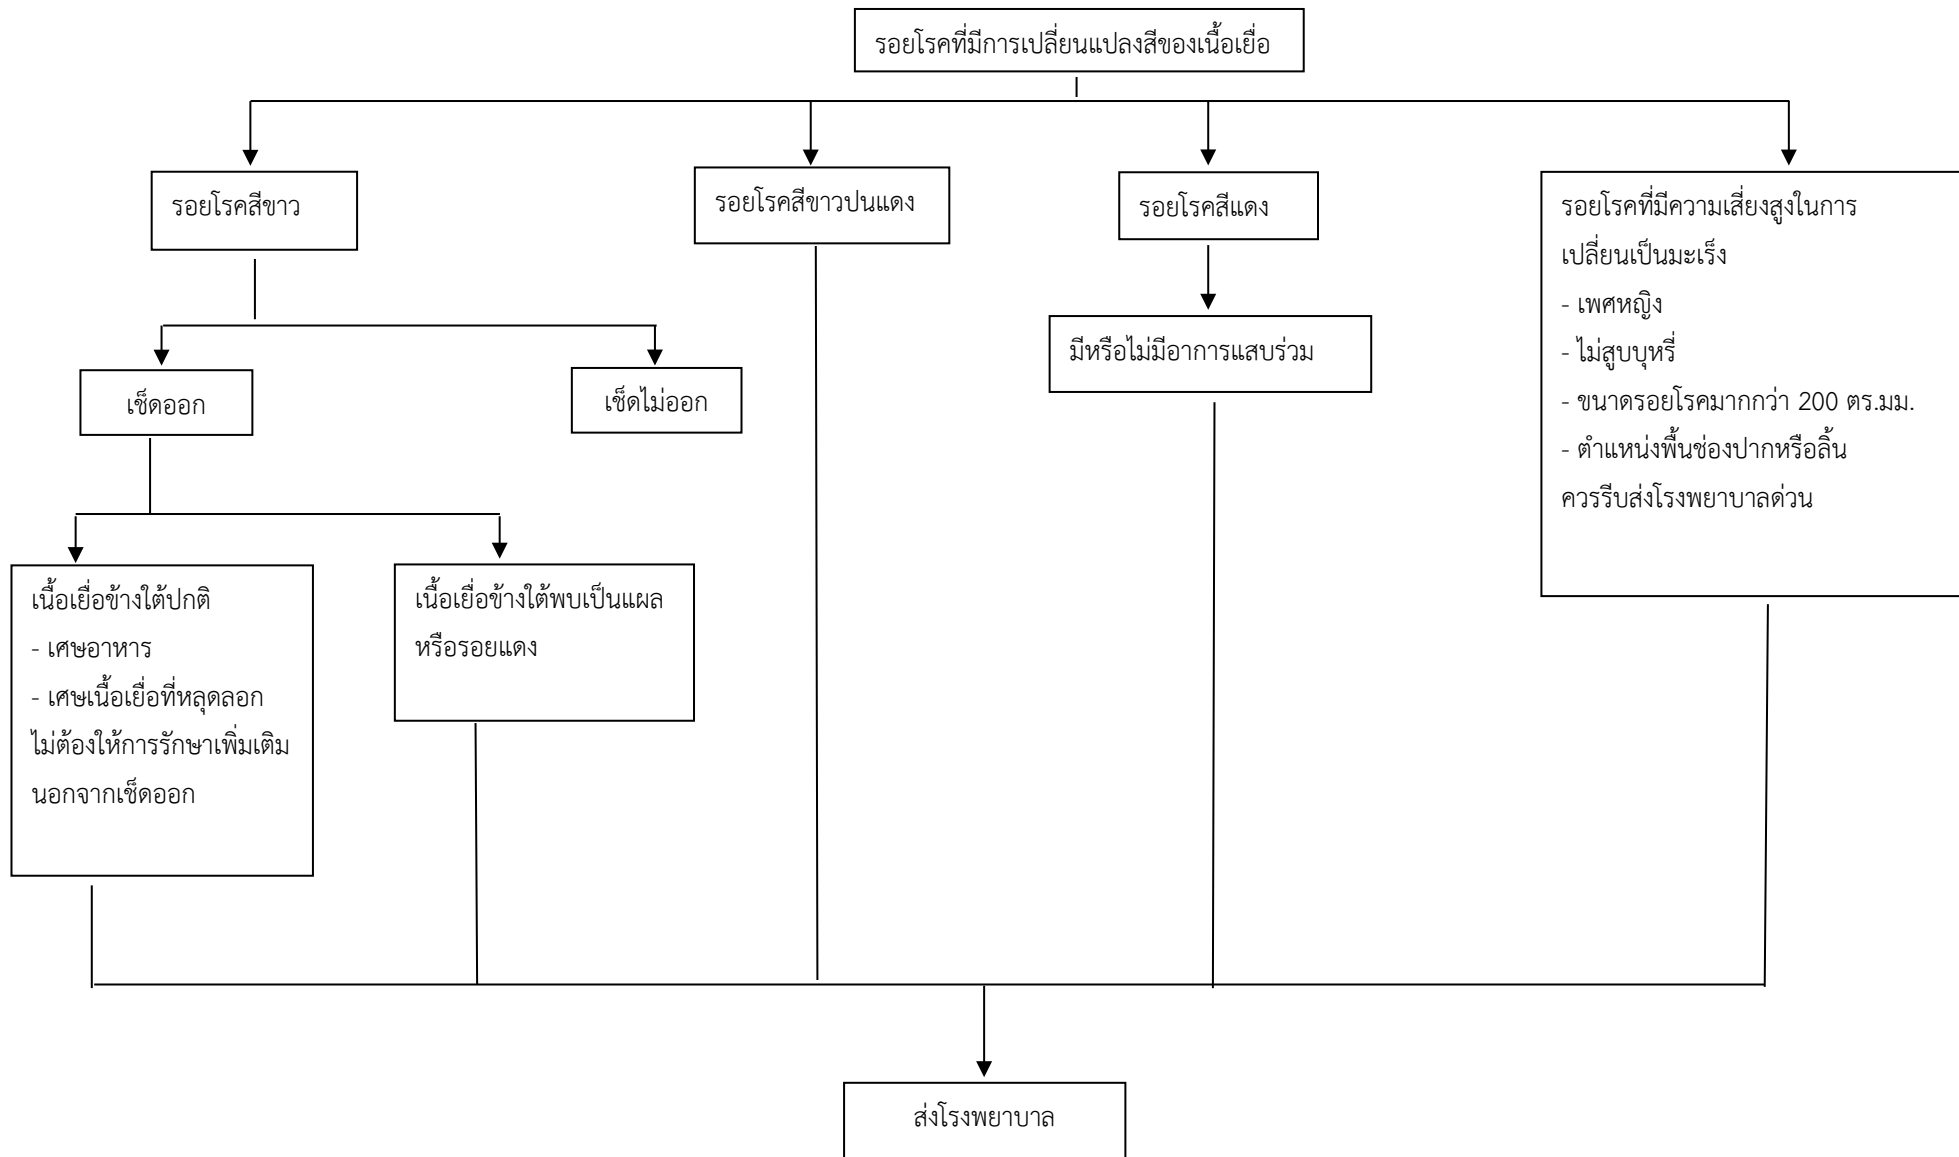 รอยโรคที่มีการเปลี่ยนแปลงสีของเนื้อเยื่อ
รอยโรคสีขาว
รอยโรคสีขาวปนแดง
รอยโรคสีแดง
รอยโรคที่มีความเสี่ยงสูงในการ
เปลี่ยนเป็นมะเร็ง
- เพศหญิง
- ไม่สูบบุหรี่
- ขนาดรอยโรคมากกว่า 200 ตร.มม.
- ตำแหน่งพื้นช่องปากหรือลิ้น
ควรรีบส่งโรงพยาบาลด่วน
มีหรือไม่มีอาการแสบร่วม
เช็ดออก
เช็ดไม่ออก
เนื้อเยื่อข้างใต้ปกติ
- เศษอาหาร
- เศษเนื้อเยื่อที่หลุดลอก
ไม่ต้องให้การรักษาเพิ่มเติม
นอกจากเช็ดออก
เนื้อเยื่อข้างใต้พบเป็นแผล
หรือรอยแดง
ส่งโรงพยาบาล